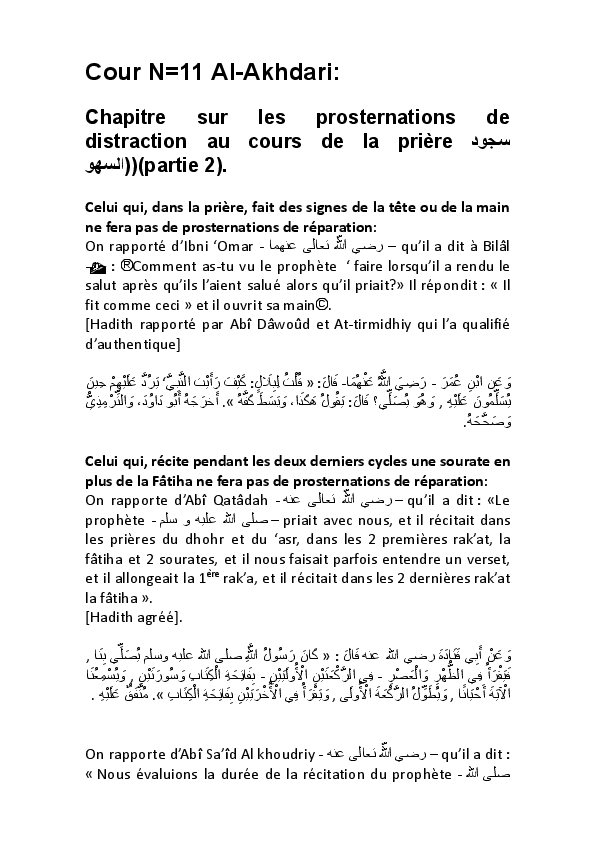 Cour N=11 Al-Akhdari:
Chapitre sur les prosternations de
distraction au cours de la prière سجود
السهو))(partie 2).
Celui qui, dans la prière, fait des signes de la tête ou de la main
ne fera pas de prosternations de réparation:
On rapporté d’Ibni ‘Omar - رضي الله تعالى عنهما – qu’il a dit à Bilâl
- : ®Comment as-tu vu le prophète ‘ faire lorsqu’il a rendu le
salut après qu’ils l’aient salué alors qu’il priait?» Il répondit : « Il
fit comme ceci » et il ouvrit sa main©.
[Hadith rapporté par Abî Dâwoûd et At-tirmidhiy qui l’a qualifié
d’authentique]
وَعَنِ ابْنِ عُمَرَ - رَضِيَ اللَّهُ عَنْهُمَا- قَالَ: « قُلْتُ لِبِلَالٍ: كَيْفَ رَأَيْتَ النَّبِيَّ‘ يَرُدُّ عَلَيْهِمْ حِينَ
يُسَلِّمُونَ عَلَيْهِ , وَهُوَ يُصَلِّي؟ قَالَ: يَقُولُ هَكَذَا، وَبَسَطَ كَفَّهُ ». أَخرَجَهُ أَبُو دَاوُدَ، وَالتِّرْمِذِيُّ
وَصَحَّحَهُ.
Celui qui, récite pendant les deux derniers cycles une sourate en
plus de la Fâtiha ne fera pas de prosternations de réparation:
On rapporte d’Abî Qatâdah - رضي الله تعالى عنه – qu’il a dit : «Le
prophète - صلى الله عليه و سلم – priait avec nous, et il récitait dans
les prières du dhohr et du ‘asr, dans les 2 premières rak’at, la
fâtiha et 2 sourates, et il nous faisait parfois entendre un verset,
et il allongeait la 1ère rak’a, et il récitait dans les 2 dernières rak’at
la fâtiha ».
[Hadith agréé].
وَعَنْ أَبِي قَتَادَةَ رضي الله عنه قَالَ : « كَانَ رَسُولُ اللَّهِ صلى الله عليه وسلم يُصَلِّي بِنَا ,
فَيَقْرَأُ فِي الظُّهْرِ وَالْعَصْرِ - فِي الرَّكْعَتَيْنِ الْأُولَيَيْنِ - بِفَاتِحَةِ الْكِتَابِ وَسُورَتَيْنِ , وَيُسْمِعُنَا
الْآيَةَ أَحْيَانًا , وَيُطَوِّلُ الرَّكْعَةَ الْأُولَى , وَيَقْرَأُ فِي الْأُخْرَيَيْنِ بِفَاتِحَةِ الْكِتَابِ ». مُتَّفَقٌ عَلَيْهِ .
On rapporte d’Abî Sa’îd Al khoudriy - رضي الله تعالى عنه – qu’il a dit :
« Nous évaluions la durée de la récitation du prophète - صلى الله